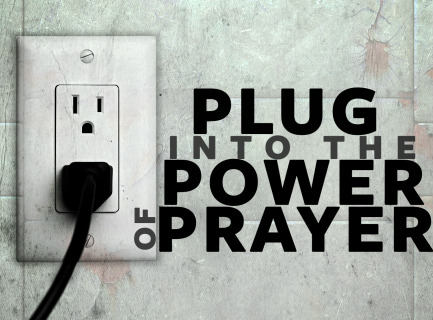 PLUG
INTO THE
POWER
OF PRAYER